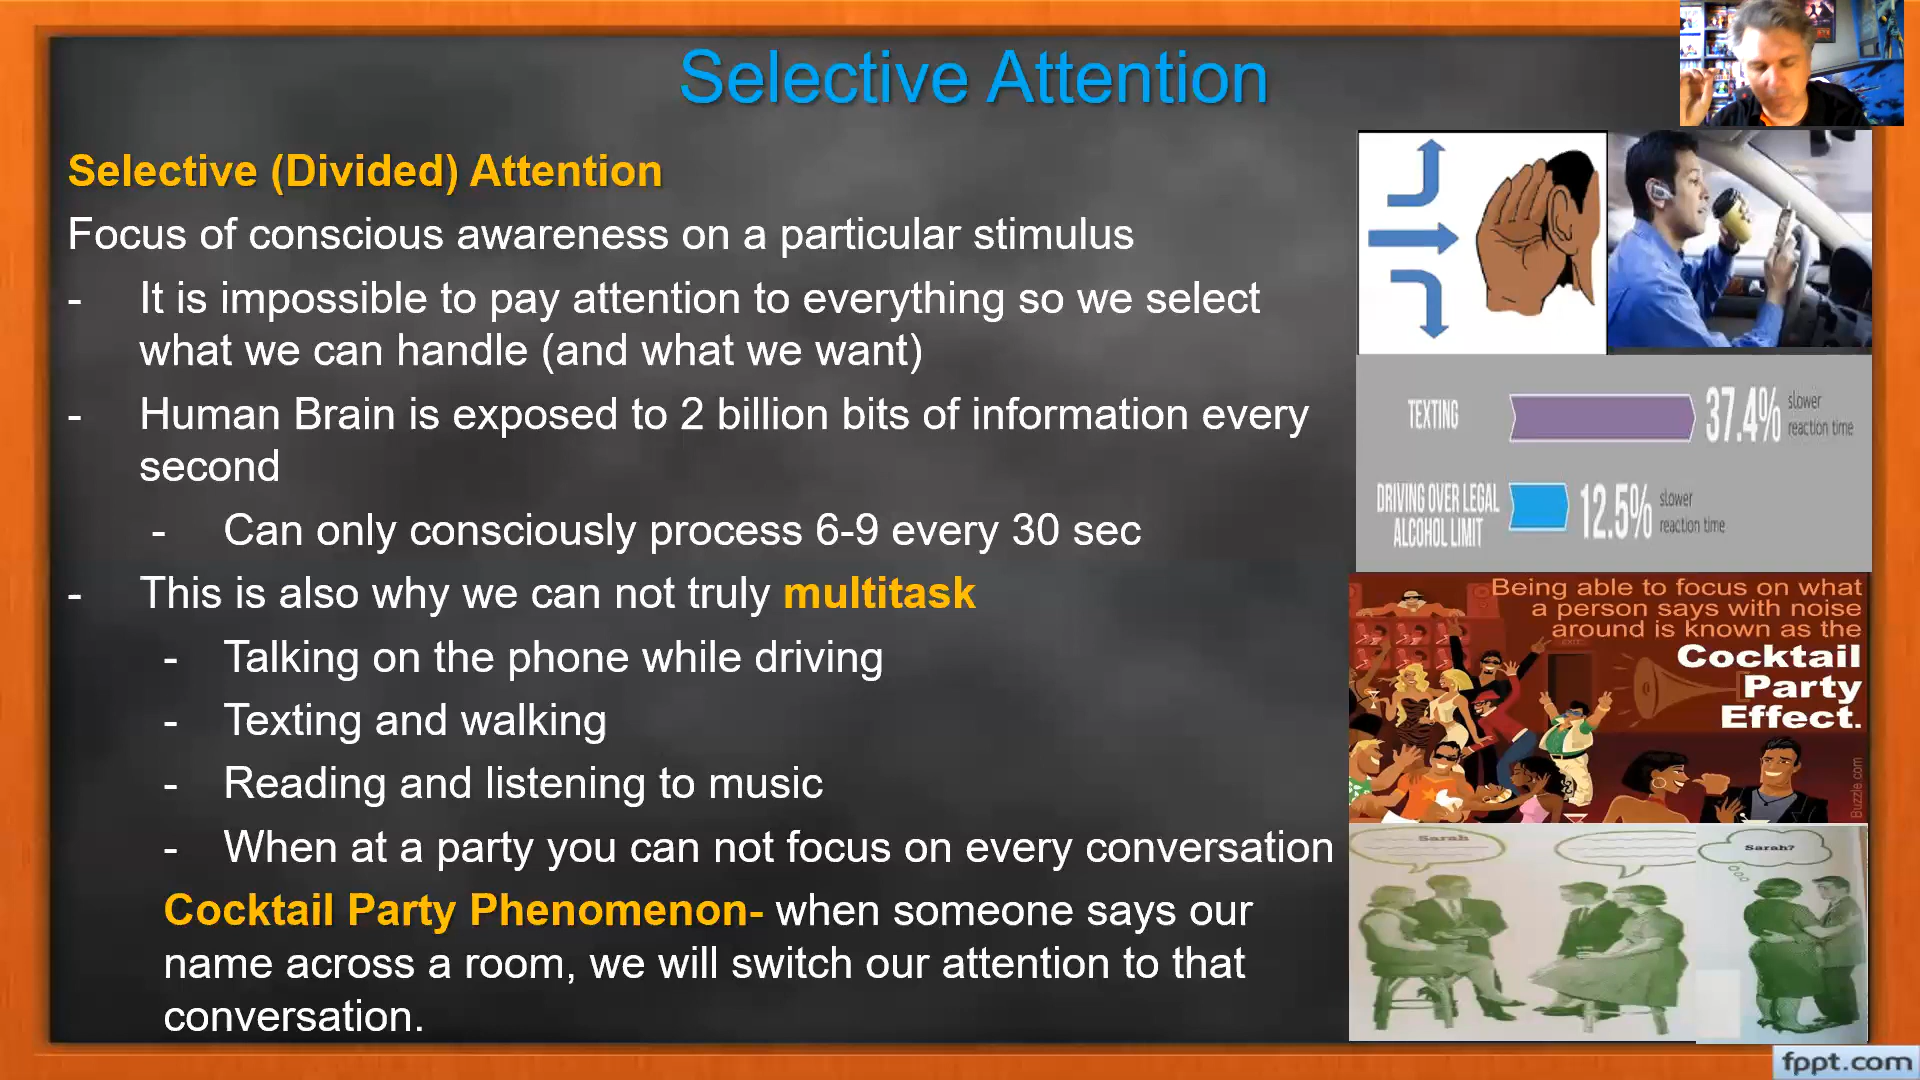 Selective Attention
Selective (Divided) Attention
Focus of conscious awareness on a particular stimulus
- It is impossible to pay attention to everything so we select
what we can handle (and what we want)
- Human Brain is exposed to 2 billion bits of information every
second
- Can only consciously process 6-9 every 30 sec
- This is also why we can not truly multitask
- Talking on the phone while driving
- Texting and walking
- Reading and listening to music
- When at a party you can not focus on every conversation
Cocktail Party Phenomenon- when someone says our
name across a room, we will switch our attention to that
conversation.
TEXTING
37.4%
slower
reaction time
DRIVING OVER LEGAL
ALCOHOL LIMIT
12.5%
slower
reaction time
Being able to focus on what
a person says with noise
around is known as the
Cocktail
Party
Effect.
Buzzle.com
Sarah
Sarah?
fppt.com